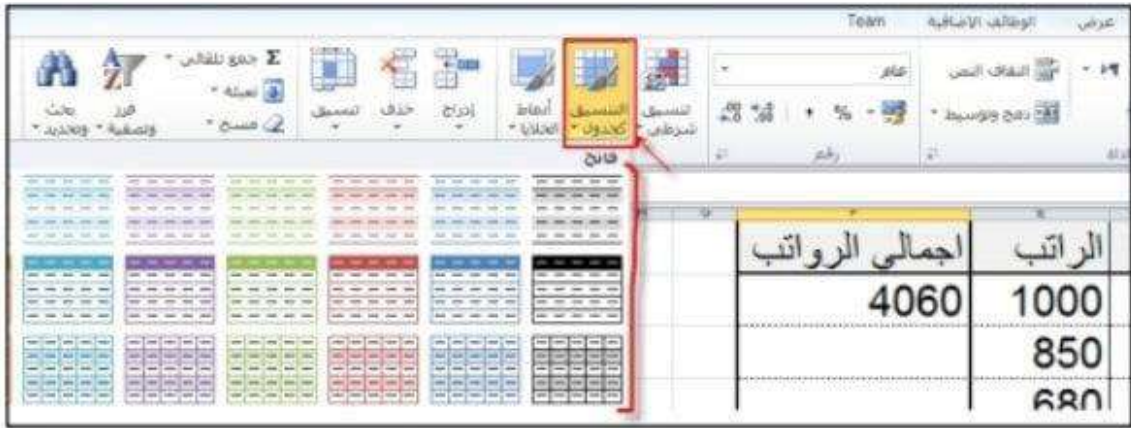 عرض الوظائف الإضافية Team
التفاف النص عام
دمج وتوسيط %
رقم
تنسيق شرطي
التنسيق كجدول
أنماط الخلايا
إدراج
حذف
تنسيق
Σ جمع تلقائي
تعبئة
مسح
فرز وتصفية
بحث وتحديد
فاتح
الراتب اجمالي الرواتب
1000 4060
850
680